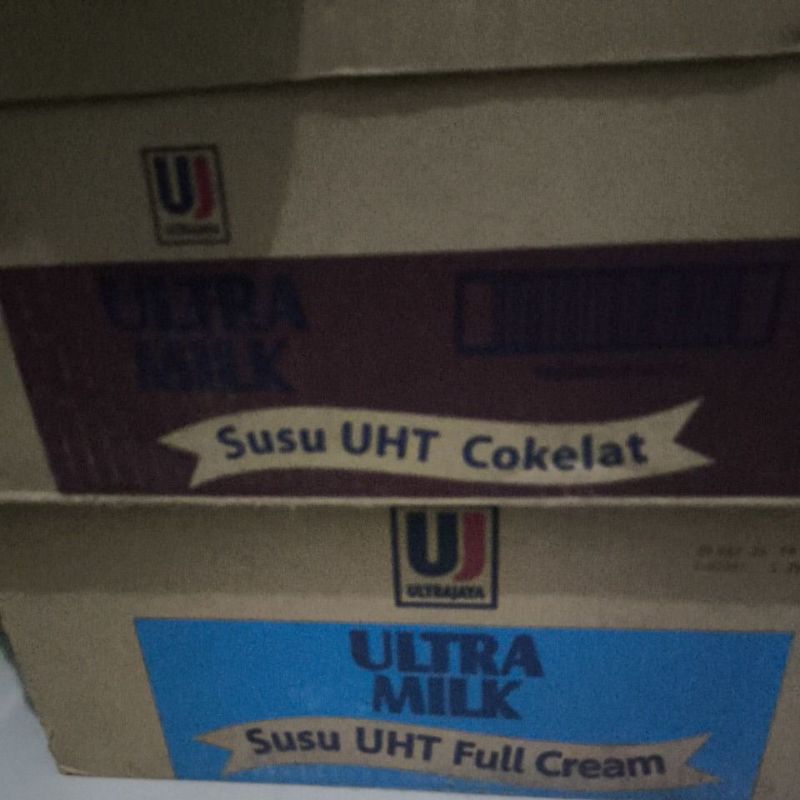 UJ
ULTRA
MILK
Susu UHT Cokelat
UJ
ULTRAJAYA
ULTRA
MILK
Susu UHT Full Cream